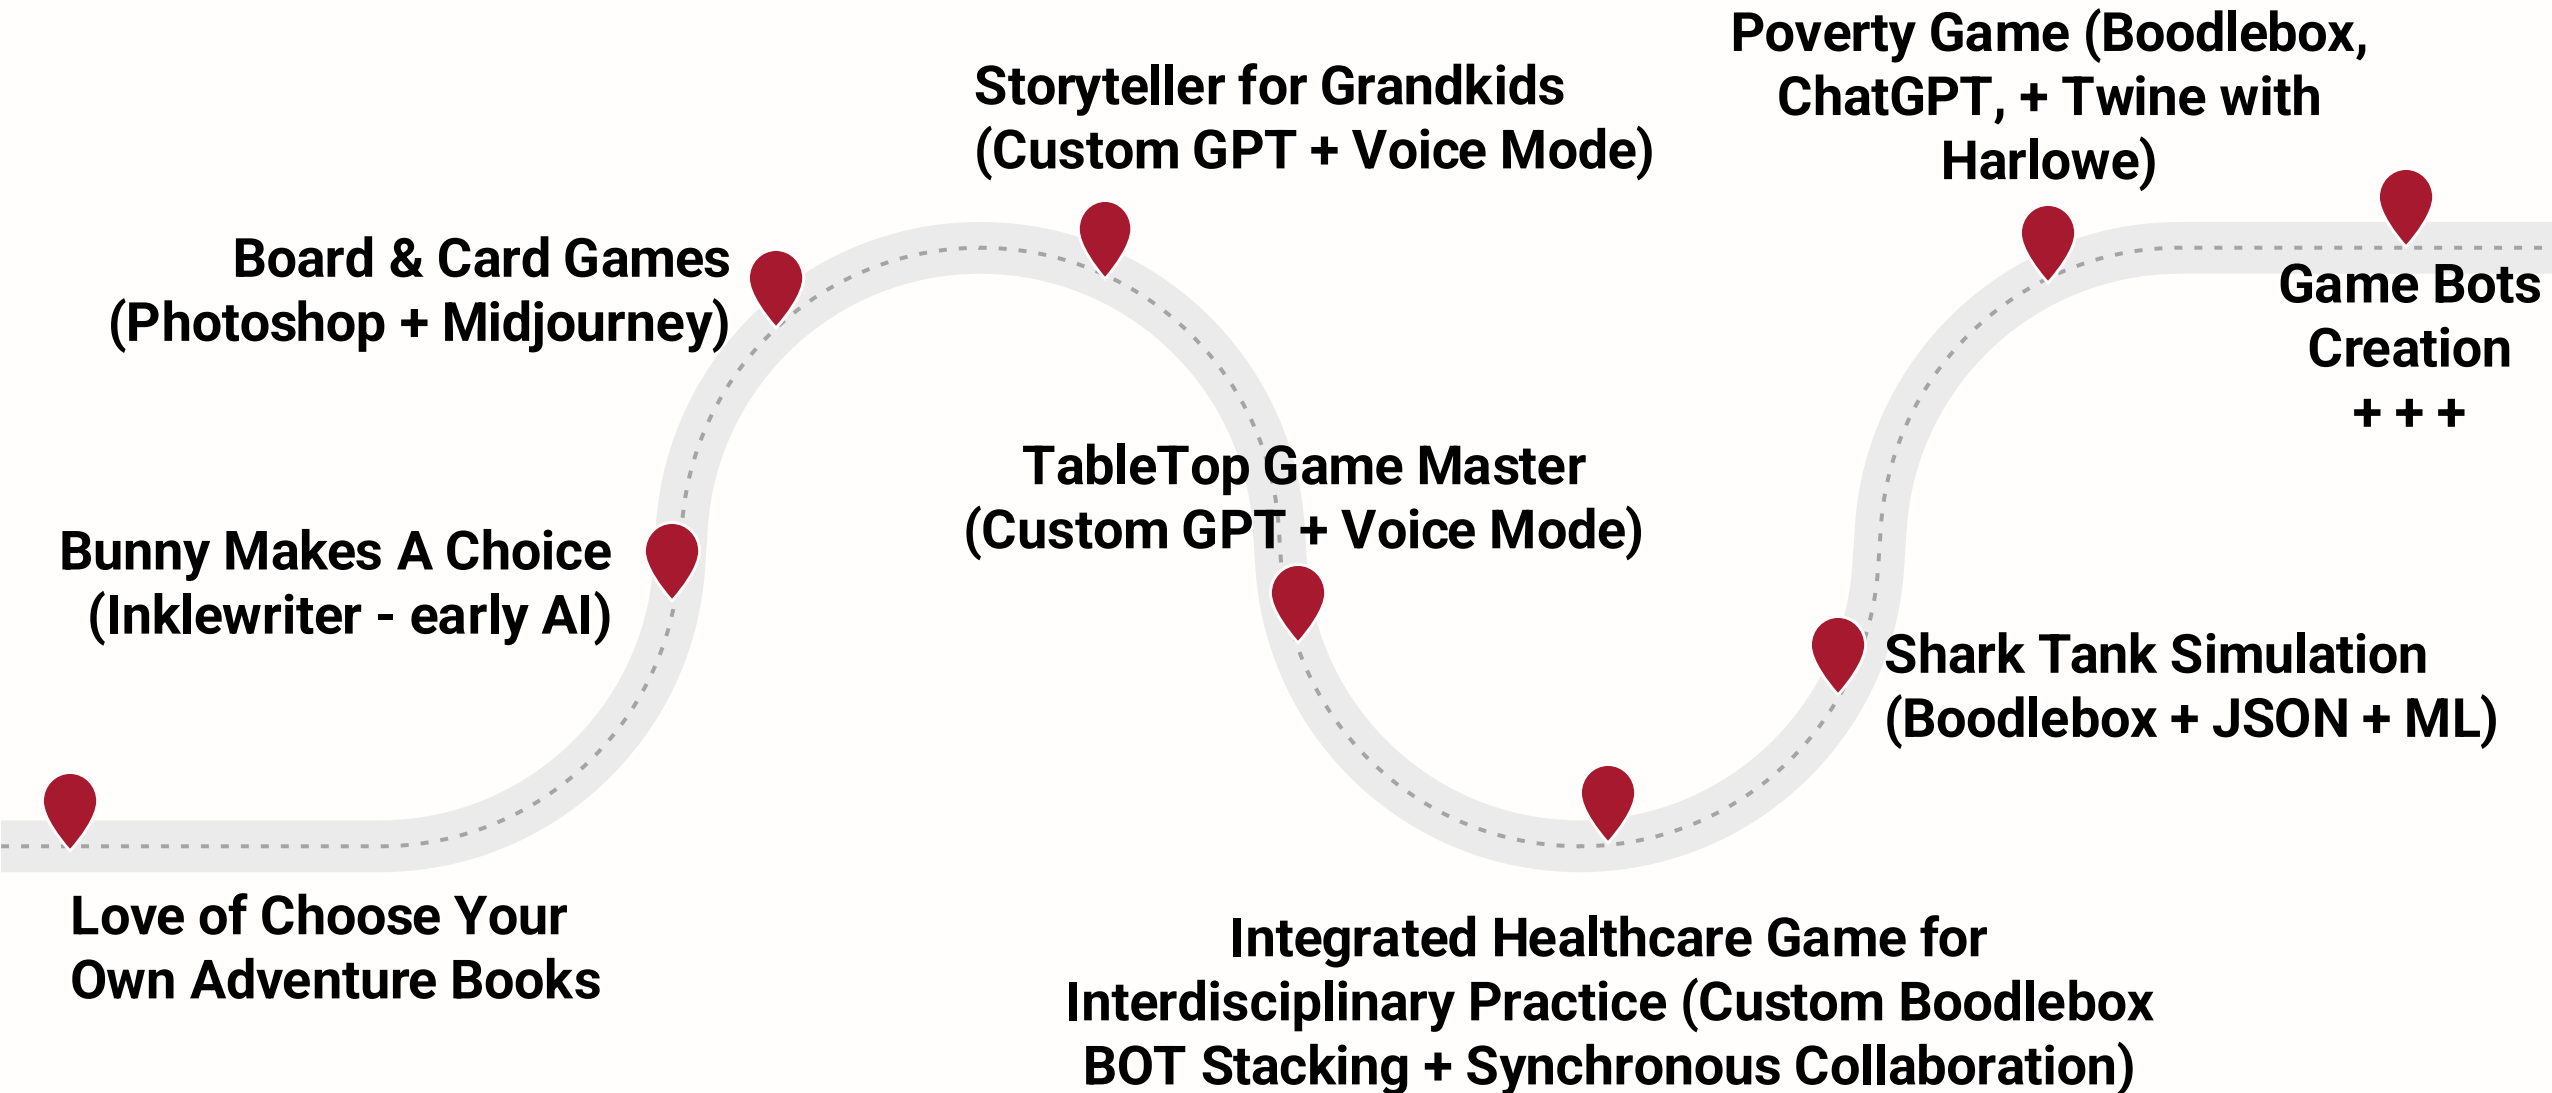 Love of Choose Your
Own Adventure Books
Bunny Makes A Choice
(Inklewriter - early AI)
Board & Card Games
(Photoshop + Midjourney)
Storyteller for Grandkids
(Custom GPT + Voice Mode)
TableTop Game Master
(Custom GPT + Voice Mode)
Integrated Healthcare Game for
Interdisciplinary Practice (Custom Boodlebox
BOT Stacking + Synchronous Collaboration)
Shark Tank Simulation
(Boodlebox + JSON + ML)
Poverty Game (Boodlebox,
ChatGPT, + Twine with
Harlowe)
Game Bots
Creation
+ + +